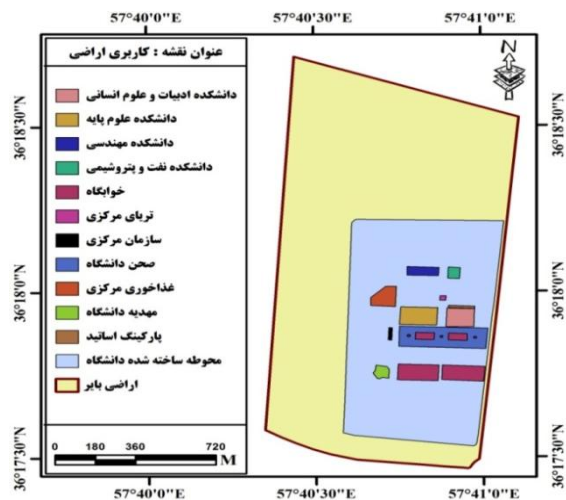 57°40'0"E 57°40'30"E 57°41'0"E
عنوان نقشه : کاربری اراضی
N
دانشکده ادبیات و علوم انسانی
دانشکده علوم پایه
دانشکده مهندسی
دانشکده نفت و پتروشیمی
خوابگاه
تریای مرکزی
سازمان مرکزی
صحن دانشگاه
غذاخوری مرکزی
مهدیه دانشگاه
پارکینگ اساتید
محوطه ساخته شده دانشگاه
اراضی بایر
0 180 360 720
M
36°18'30"N
36°18'0"N
36°17'30"N
36°18'30"N
36°18'0"N
36°17'30"N
57°40'0"E 57°40'30"E 57°41'0"E